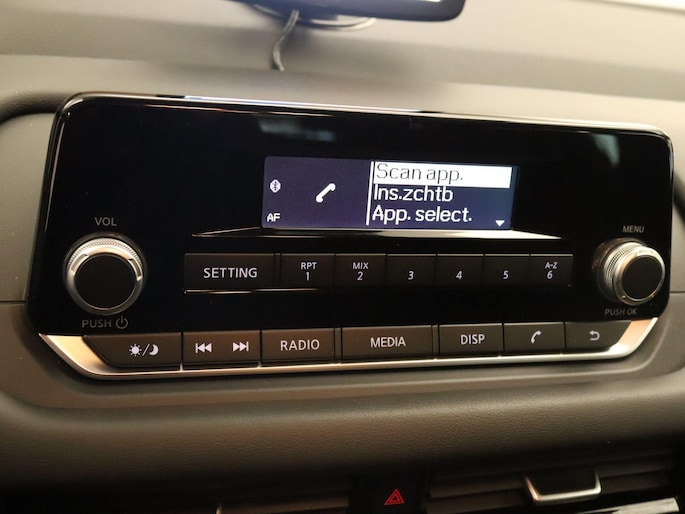 Scan app.
Ins.zchtb
AF
App. select.
VOL
MENU
SETTING
RPT
1
MIX
2
3
4
5
A-Z
6
PUSH
PUSH OK
RADIO
MEDIA
DISP